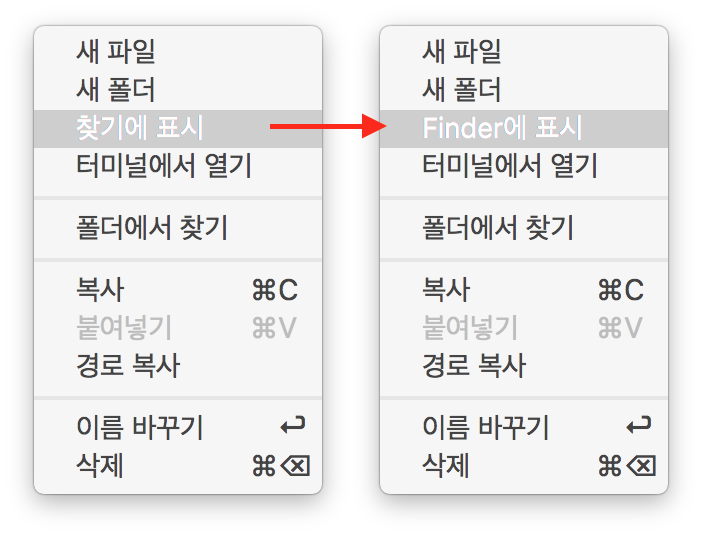 새 파일
새 폴더
찾기에 표시
터미널에서 열기
폴더에서 찾기
복사 ⌘C
붙여넣기 ⌘V
경로 복사
이름 바꾸기 ↩
삭제 ⌘⌫
새 파일
새 폴더
Finder에 표시
터미널에서 열기
폴더에서 찾기
복사 ⌘C
붙여넣기 ⌘V
경로 복사
이름 바꾸기 ↩
삭제 ⌘⌫